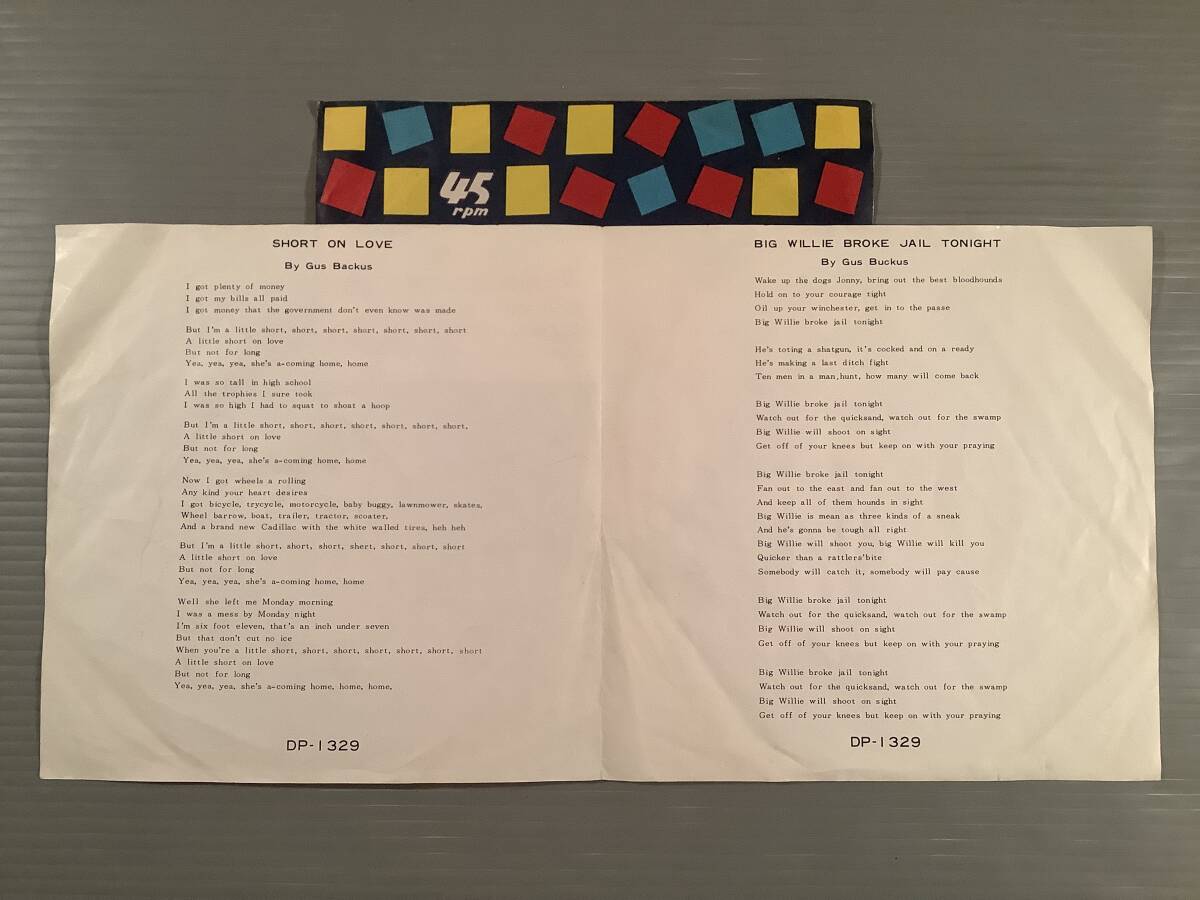 45
rpm
SHORT ON LOVE
By Gus Backus
I got plenty of money
I got my bills all paid
I got money that the government don't even know was made
But I'm a little short, short, short, short, short, short, short
A little short on love
But not for long
Yea, yea, yea, she's a-coming home, home
I was so tall in high school
All the trophies I sure took
I was so high I had to squat to shoat a hoop
But I'm a little short, short, short, short, short, short, short,
A little short on love
But not for long
Yea, yea, yea, she's a-coming home, home
Now I got wheels a rolling
Any kind your heart desires
I got bicycle, trycycle, motorcycle, baby buggy, lawnmower, skates,
Wheel barrow, boat, trailer, tractor, scoater,
And a brand new Cadillac with the white walled tires, heh heh
But I'm a little short, short, short, shert, short, short, short
A little short on love
But not for long
Yea, yea, yea, she's a-coming home, home
Well she left me Monday morning
I was a mess by Monday night
I'm six foot eleven, that's an inch under seven
But that don't cut no ice
When you're a little short, short, short, short, short, short, short
A little short on love
But not for long
Yea, yea, yea, she's a-coming home, home, home,
DP-1329
BIG WILLIE BROKE JAIL TONIGHT
By Gus Buckus
Wake up the dogs Jonny, bring out the best bloodhounds
Hold on to your courage tight
Oil up your winchester, get in to the passe
Big Willie broke jail tonight
He's toting a shatgun, it's cocked and on a ready
He's making a last ditch fight
Ten men in a man,hunt, how many will come back
Big Willie broke jail tonight
Watch out for the quicksand, watch out for the swamp
Big Willie will shoot on sight
Get off of your knees but keep on with your praying
Big Willie broke jail tonight
Fan out to the east and fan out to the west
And keep all of them hounds in sight
Big Willie is mean as three kinds of a sneak
And he's gonna be tough all right
Big Willie will shoot you, big Willie will kill you
Quicker than a rattlers'bite
Somebody will catch it, somebody will pay cause
Big Willie broke jail tonight
Watch out for the quicksand, watch out for the swamp
Big Willie will shoot on sight
Get off of your knees but keep on with your praying
Big Willie broke jail tonight
Watch out for the quicksand, watch out for the swamp
Big Willie will shoot on sight
Get off of your knees but keep on with your praying
DP-1329